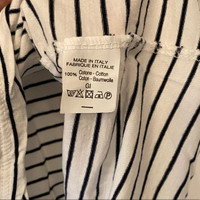 MADE IN ITALY
FABRIQUE EN ITALIE
100% Cotone - Cotton
Coton - Baumwolle
GI